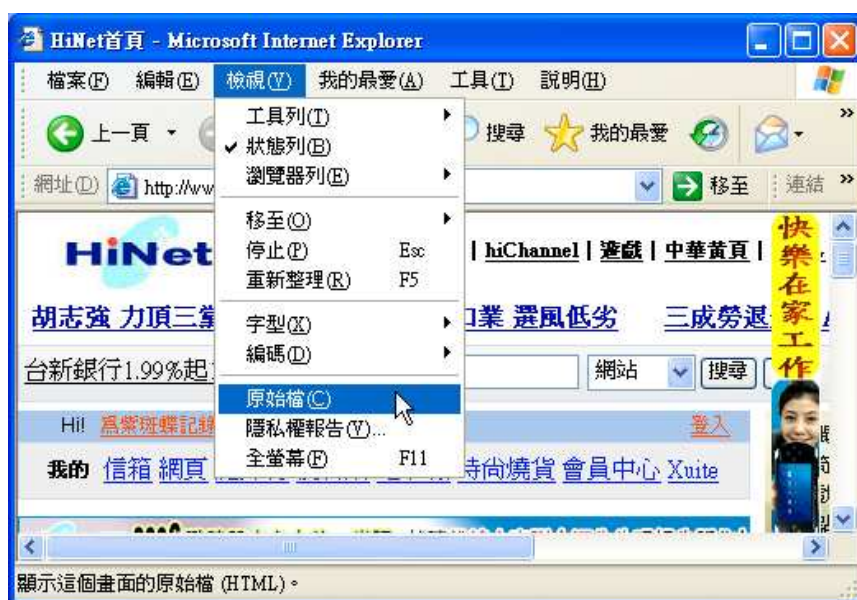 HiNet首頁 - Microsoft Internet Explorer
檔案(F) 編輯(E) 檢視(V) 我的最愛(A) 工具(T) 說明(H)
上一頁 搜尋 我的最愛
網址(D) http://ww 移至 連結
工具列(T)
狀態列(B)
瀏覽器列(E)
移至(O)
停止(P) Esc
重新整理(R) F5
字型(X)
編碼(D)
原始檔(C)
隱私權報告(V)...
全螢幕(F) F11
HiNet | hiChannel | 遊戲 | 中華黃頁 |
胡志強 力頂三 業 選風低劣 三成勞退
台新銀行1.99%起 網站 搜尋
Hi! 為紫斑蝶記錄 登入
我的 信箱 網頁 時尚燒貨 會員中心 Xuite
快樂在家工作
顯示這個畫面的原始檔 (HTML)。